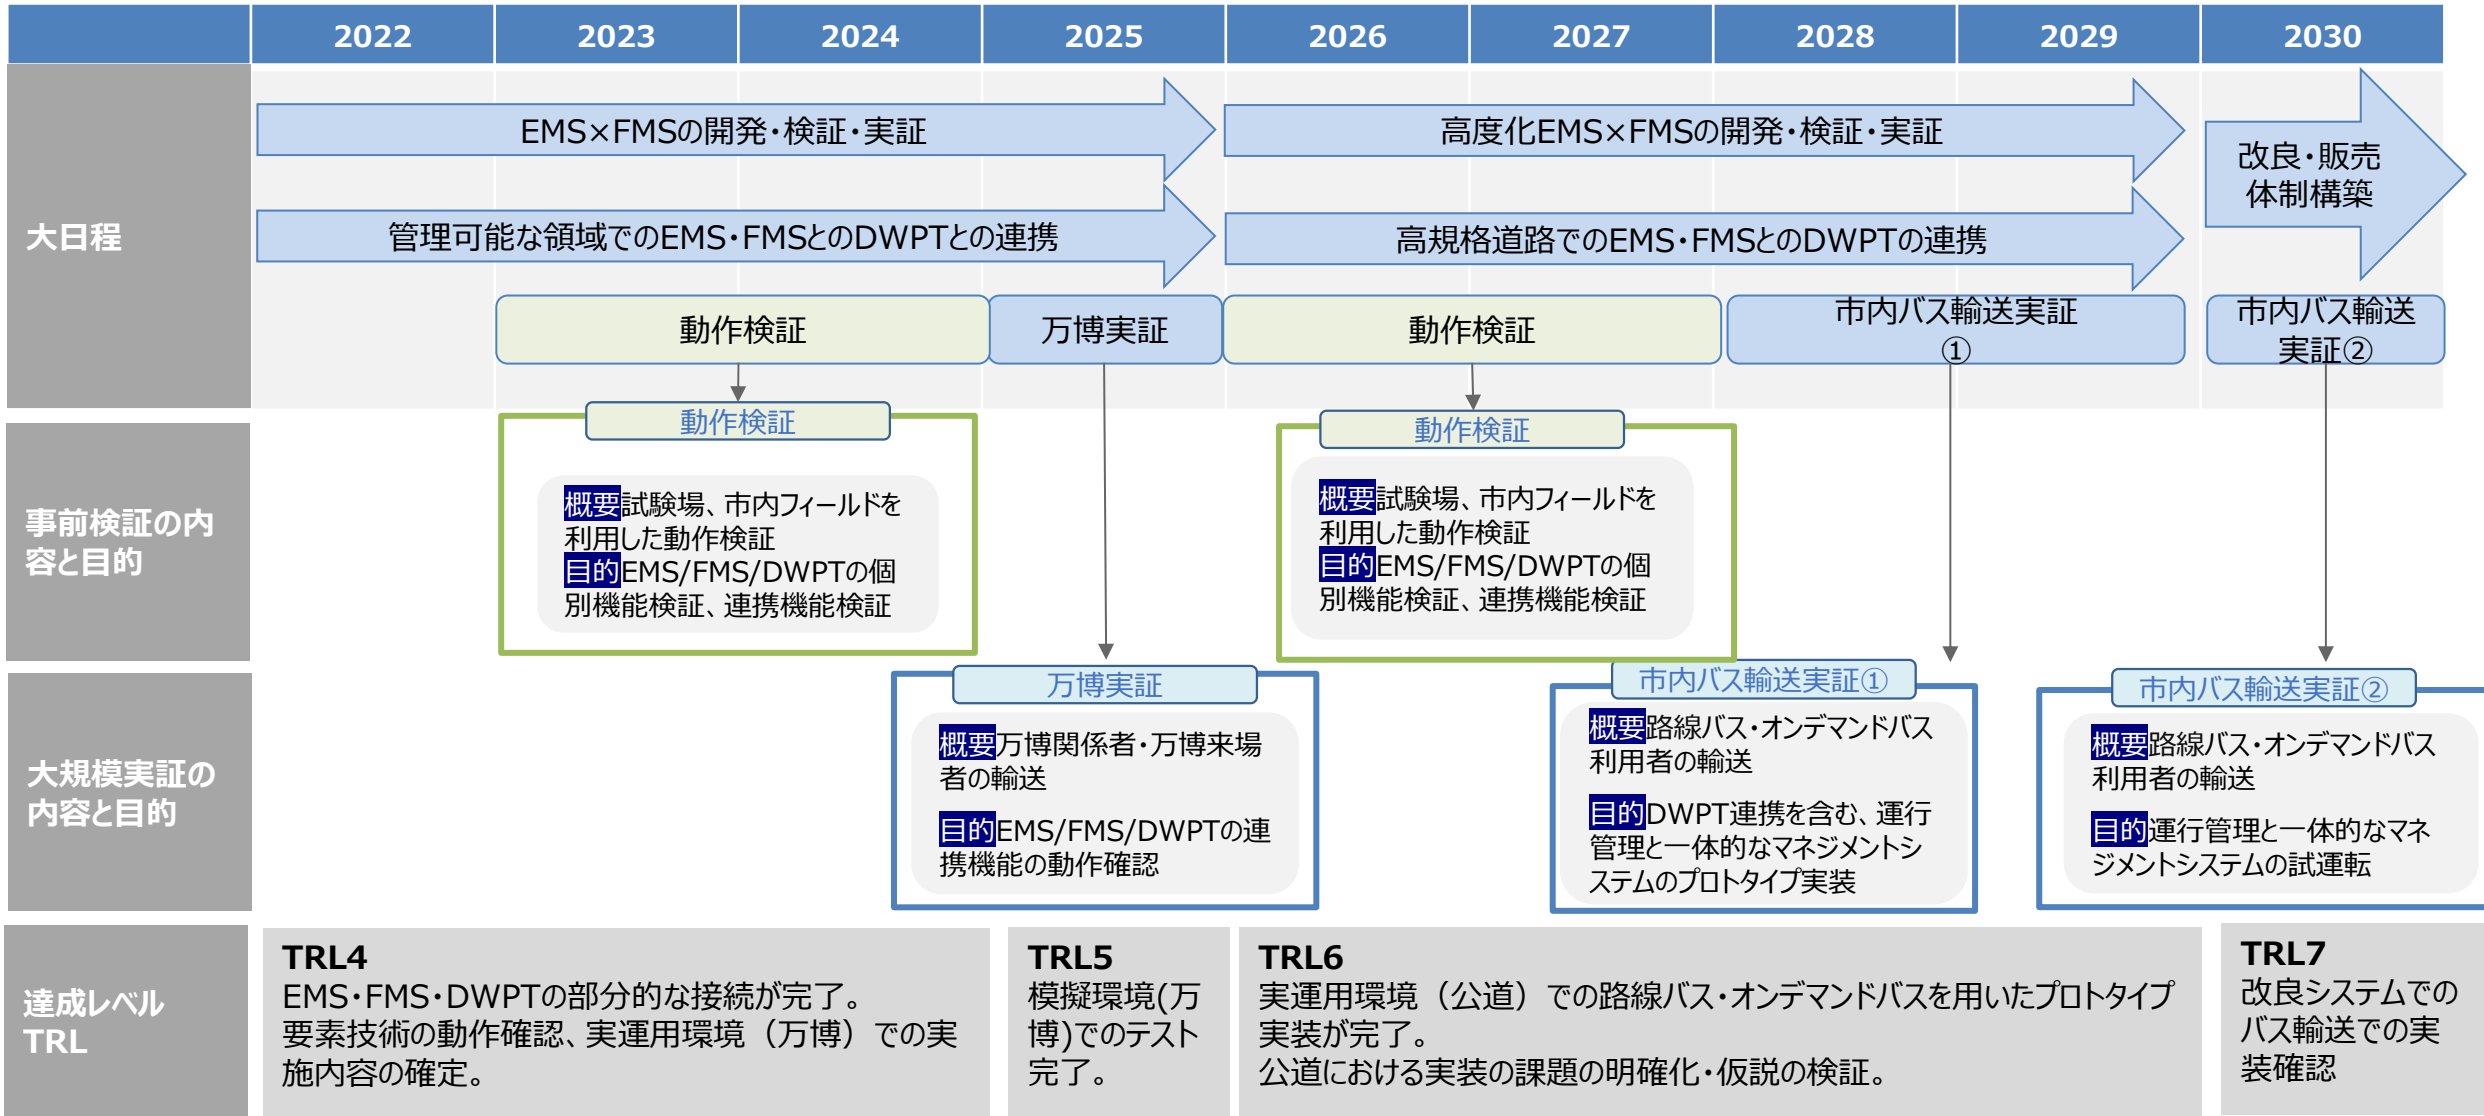 2022 2023 2024 2025 2026 2027 2028 2029 2030
大日程
EMS×FMSの開発・検証・実証
高度化EMS×FMSの開発・検証・実証
改良・販売
体制構築
管理可能な領域でのEMS・FMSとのDWPTとの連携
高規格道路でのEMS・FMSとのDWPTの連携
動作検証
万博実証
動作検証
市内バス輸送実証
①
市内バス輸送
実証②
事前検証の内
容と目的
動作検証
概要試験場、市内フィールドを
利用した動作検証
目的EMS/FMS/DWPTの個
別機能検証、連携機能検証
動作検証
概要試験場、市内フィールドを
利用した動作検証
目的EMS/FMS/DWPTの個
別機能検証、連携機能検証
大規模実証の
内容と目的
万博実証
概要万博関係者・万博来場
者の輸送
目的EMS/FMS/DWPTの連
携機能の動作確認
市内バス輸送実証①
概要路線バス・オンデマンドバス
利用者の輸送
目的DWPT連携を含む、運行
管理と一体的なマネジメントシ
ステムのプロトタイプ実装
市内バス輸送実証②
概要路線バス・オンデマンドバス
利用者の輸送
目的運行管理と一体的なマネ
ジメントシステムの試運転
達成レベル
TRL
TRL4
EMS・FMS・DWPTの部分的な接続が完了。
要素技術の動作確認、実運用環境（万博）での実
施内容の確定。
TRL5
模擬環境(万
博)でのテスト
完了。
TRL6
実運用環境（公道）での路線バス・オンデマンドバスを用いたプロトタイプ
実装が完了。
公道における実装の課題の明確化・仮説の検証。
TRL7
改良システムでの
バス輸送での実
装確認